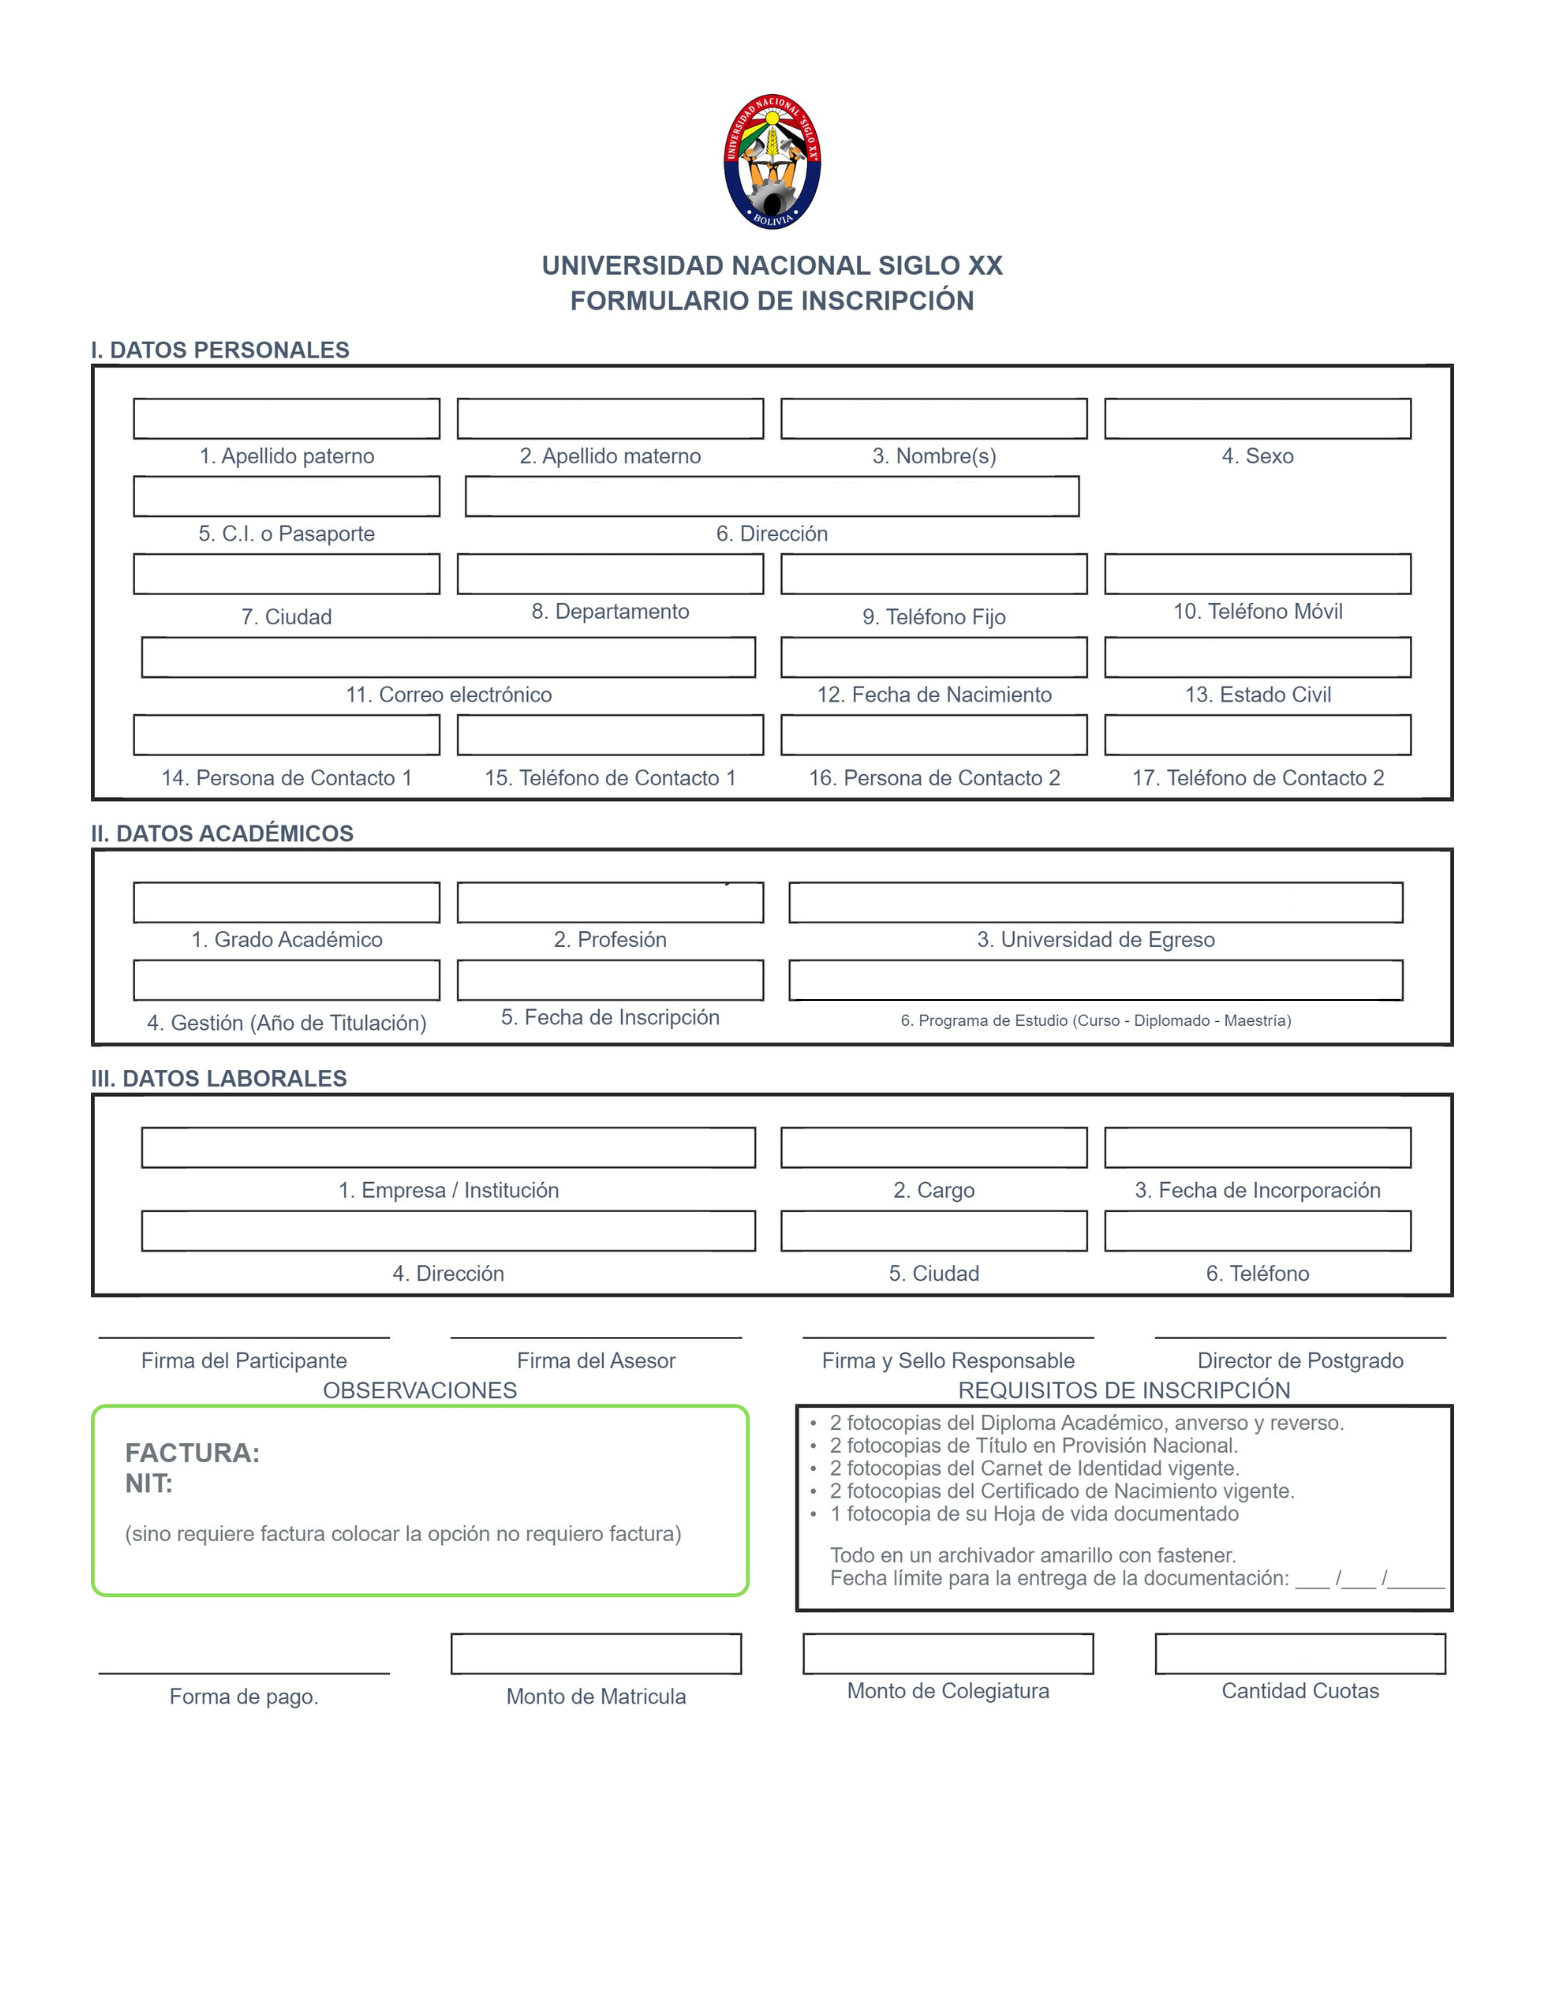 UNIVERSIDAD NACIONAL "SIGLO XX"
BOLIVIA
UNIVERSIDAD NACIONAL SIGLO XX
FORMULARIO DE INSCRIPCIÓN
I. DATOS PERSONALES
1. Apellido paterno 2. Apellido materno 3. Nombre(s) 4. Sexo
5. C.I. o Pasaporte 6. Dirección
7. Ciudad 8. Departamento 9. Teléfono Fijo 10. Teléfono Móvil
11. Correo electrónico 12. Fecha de Nacimiento 13. Estado Civil
14. Persona de Contacto 1 15. Teléfono de Contacto 1 16. Persona de Contacto 2 17. Teléfono de Contacto 2
II. DATOS ACADÉMICOS
1. Grado Académico 2. Profesión 3. Universidad de Egreso
4. Gestión (Año de Titulación) 5. Fecha de Inscripción 6. Programa de Estudio (Curso - Diplomado - Maestría)
III. DATOS LABORALES
1. Empresa / Institución 2. Cargo 3. Fecha de Incorporación
4. Dirección 5. Ciudad 6. Teléfono
Firma del Participante Firma del Asesor Firma y Sello Responsable Director de Postgrado
OBSERVACIONES
FACTURA:
NIT:
(sino requiere factura colocar la opción no requiero factura)
REQUISITOS DE INSCRIPCIÓN
• 2 fotocopias del Diploma Académico, anverso y reverso.
• 2 fotocopias de Título en Provisión Nacional.
• 2 fotocopias del Carnet de Identidad vigente.
• 2 fotocopias del Certificado de Nacimiento vigente.
• 1 fotocopia de su Hoja de vida documentado
Todo en un archivador amarillo con fastener.
Fecha límite para la entrega de la documentación: ___ /___ /_____
Forma de pago. Monto de Matricula Monto de Colegiatura Cantidad Cuotas